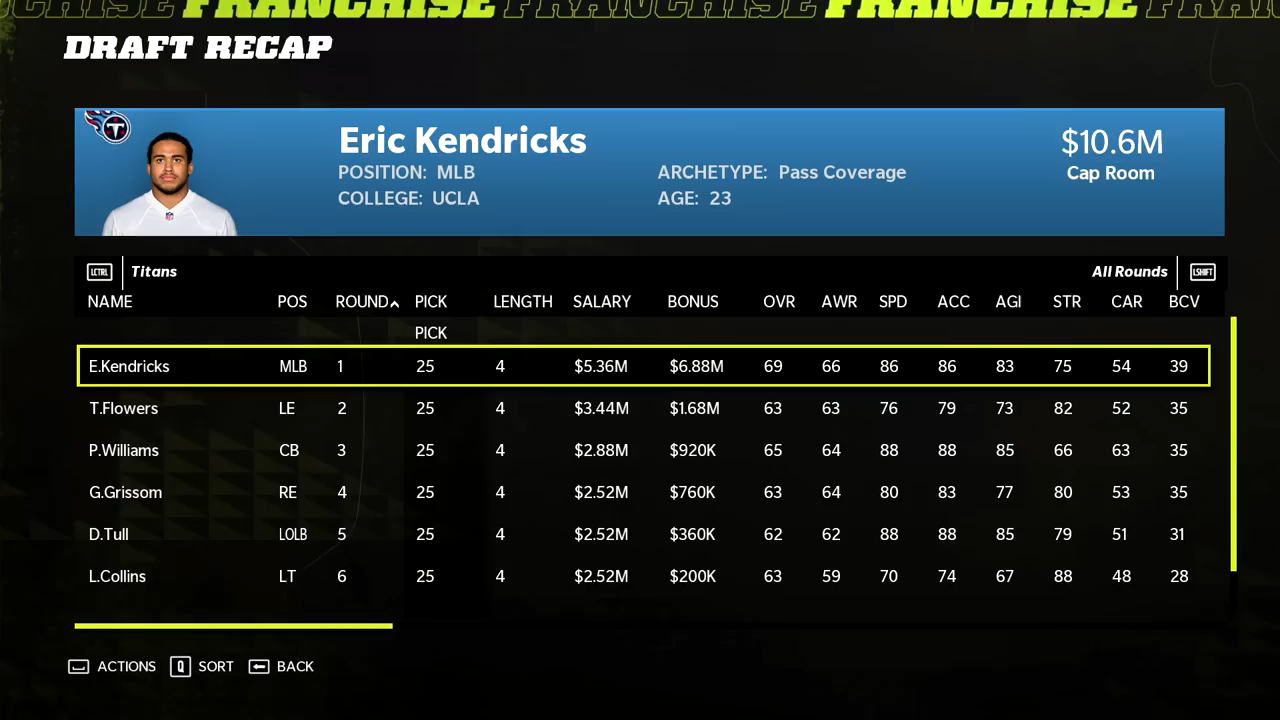 CHISE FRANCHISE FRANCHISE FRANCHISE FRAN
DRAFT RECAP
Eric Kendricks
POSITION: MLB
ARCHETYPE: Pass Coverage
COLLEGE: UCLA
AGE: 23
$10.6M
Cap Room
LCTRL Titans
All Rounds LSHIFT
NAME POS ROUND PICK LENGTH SALARY BONUS OVR AWR SPD ACC AGI STR CAR BCV
PICK
E.Kendricks MLB 1 25 4 $5.36M $6.88M 69 66 86 86 83 75 54 39
T.Flowers LE 2 25 4 $3.44M $1.68M 63 63 76 79 73 82 52 35
P.Williams CB 3 25 4 $2.88M $920K 65 64 88 88 85 66 63 35
G.Grissom RE 4 25 4 $2.52M $760K 63 64 80 83 77 80 53 35
D.Tull LOLB 5 25 4 $2.52M $360K 62 62 88 88 85 79 51 31
L.Collins LT 6 25 4 $2.52M $200K 63 59 70 74 67 88 48 28
ACTIONS Q SORT BACK